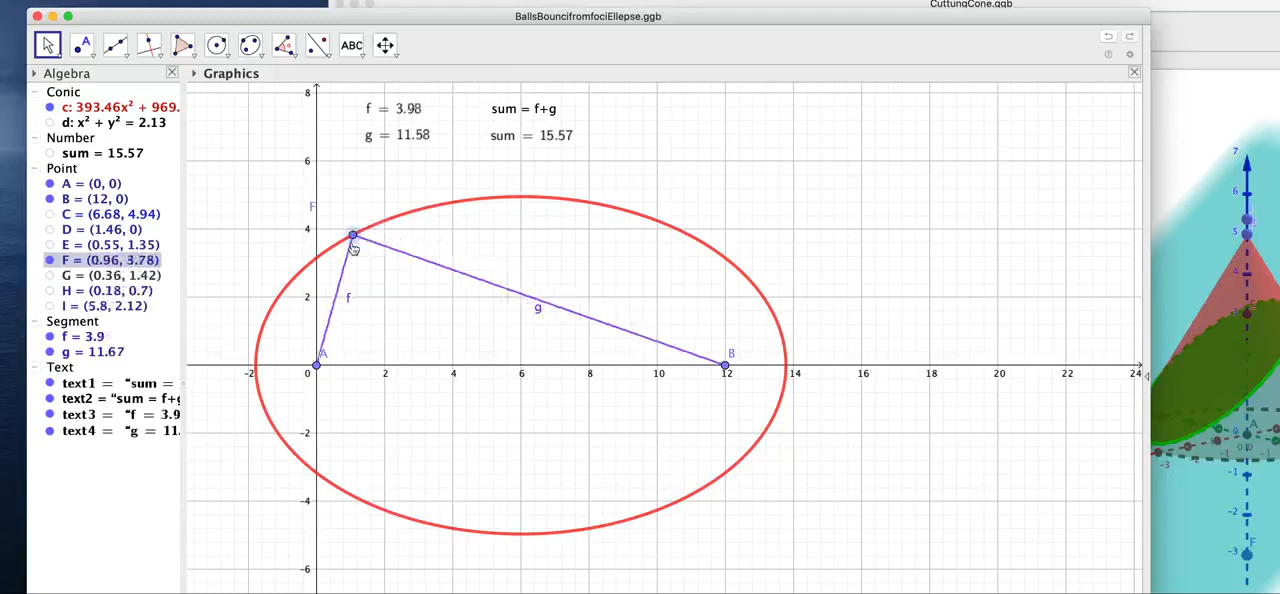 CuttungCone.ggb
BallsBouncifromfociEllepse.ggb
A
ABC
Algebra
Graphics
Conic
c: 393.46x² + 969.
d: x² + y² = 2.13
Number
sum = 15.57
Point
A = (0, 0)
B = (12, 0)
C = (6.68, 4.94)
D = (1.46, 0)
E = (0.55, 1.35)
F = (0.96, 3.78)
G = (0.36, 1.42)
H = (0.18, 0.7)
I = (5.8, 2.12)
Segment
f = 3.9
g = 11.67
Text
text1 = "sum =
text2 = "sum = f+g
text3 = "f = 3.9
text4 = "g = 11.
f = 3.98
sum = f+g
g = 11.58
sum = 15.57
8
6
4
2
0
-2
-4
-6
-2
2
4
6
8
10
12
14
16
18
20
22
24
F
f
g
A
B
7
6
5
4
3
0
-1
-2
-3
A
F
-3
-1
0
-1